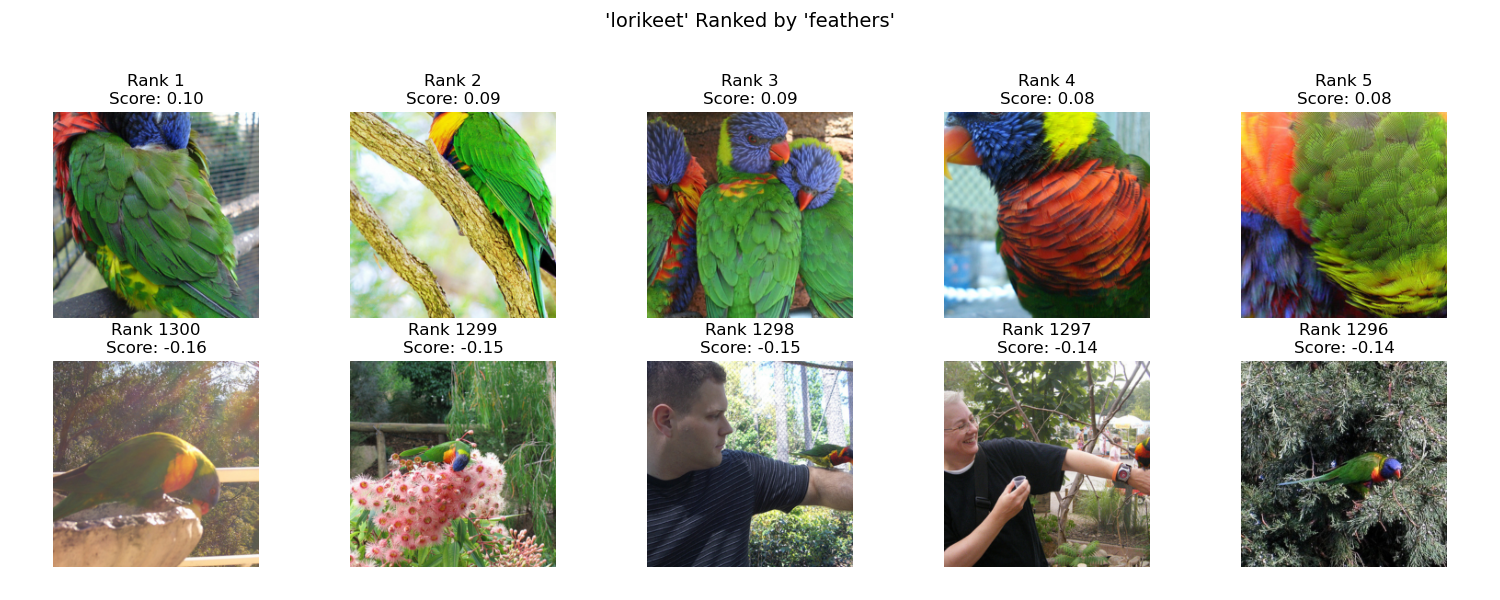 'lorikeet' Ranked by 'feathers'
Rank 1
Score: 0.10
Rank 2
Score: 0.09
Rank 3
Score: 0.09
Rank 4
Score: 0.08
Rank 5
Score: 0.08
Rank 1300
Score: -0.16
Rank 1299
Score: -0.15
Rank 1298
Score: -0.15
Rank 1297
Score: -0.14
Rank 1296
Score: -0.14